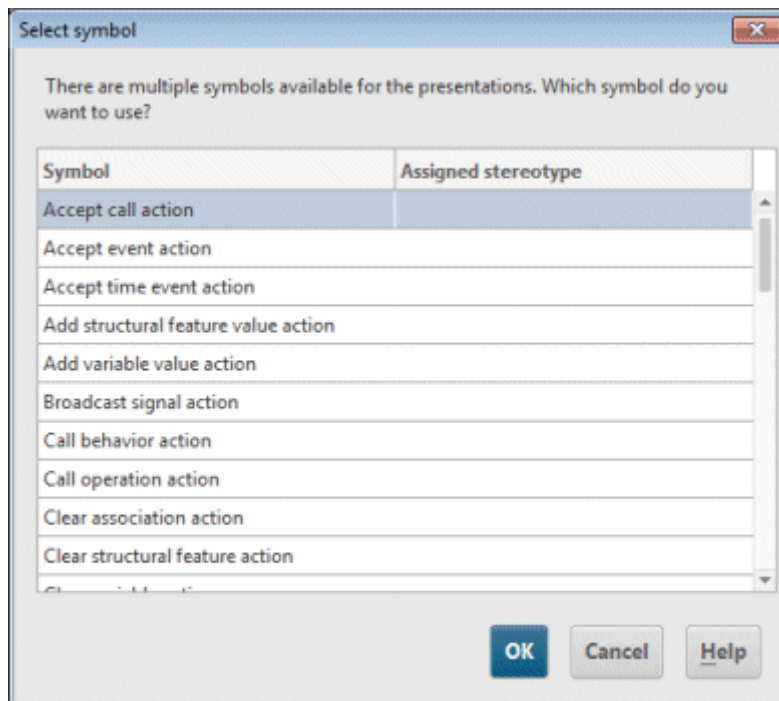 Select symbol
There are multiple symbols available for the presentations. Which symbol do you
want to use?
Symbol Assigned stereotype
Accept call action
Accept event action
Accept time event action
Add structural feature value action
Add variable value action
Broadcast signal action
Call behavior action
Call operation action
Clear association action
Clear structural feature action
OK Cancel Help